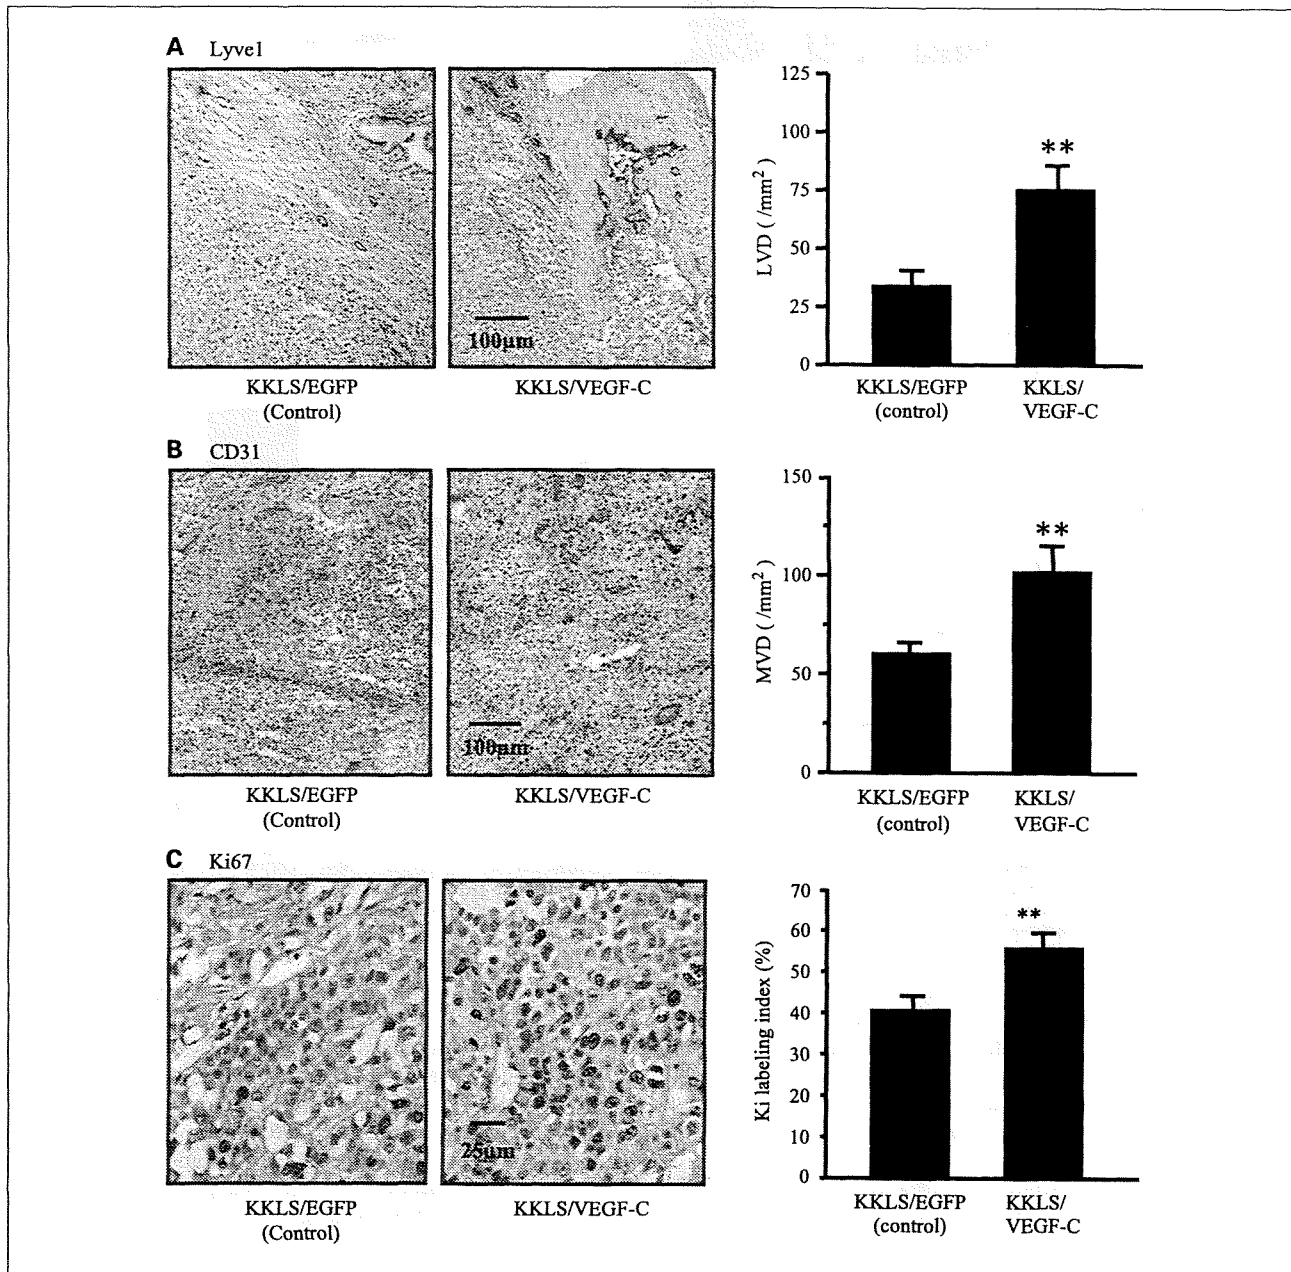 A Lyve1
100µm
KKLS/EGFP
(Control)
KKLS/VEGF-C
125
100
75
50
25
0
LVD ( /mm²)
**
KKLS/EGFP
(control)
KKLS/
VEGF-C
B CD31
100µm
KKLS/EGFP
(Control)
KKLS/VEGF-C
150
100
50
0
MVD ( /mm²)
**
KKLS/EGFP
(control)
KKLS/
VEGF-C
C Ki67
25µm
KKLS/EGFP
(Control)
KKLS/VEGF-C
70
60
50
40
30
20
10
0
Ki labeling index (%)
**
KKLS/EGFP
(control)
KKLS/
VEGF-C